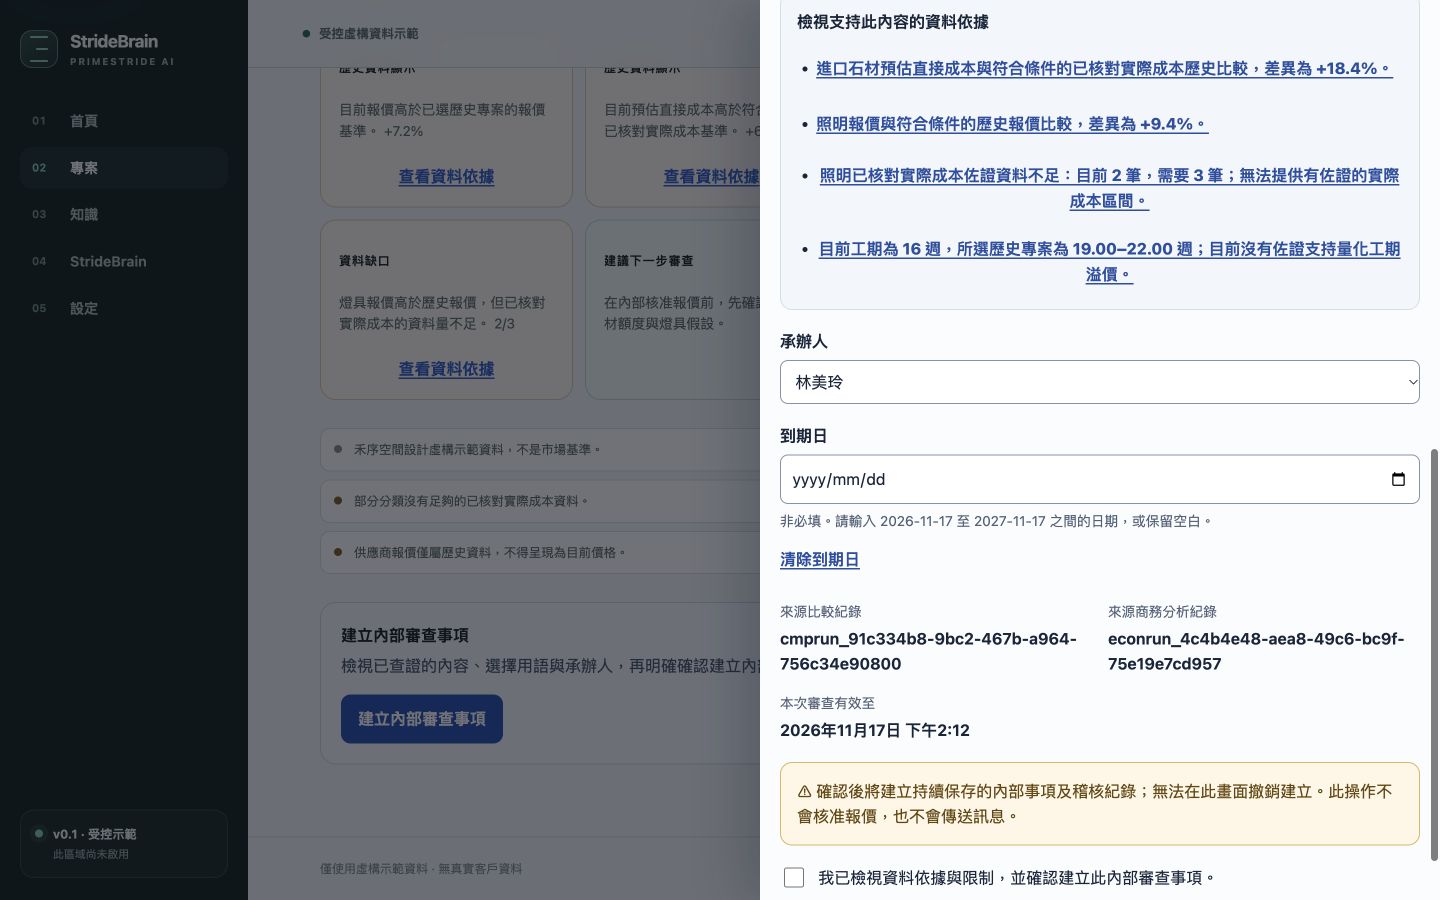 StrideBrain
PRIMESTRIDE AI
01 首頁
02 專案
03 知識
04 StrideBrain
05 設定
v0.1 · 受控示範
此區域尚未啟用
受控虛構資料示範
歷史資料顯示
歷史資料顯示
目前報價高於已選歷史專案的報價
基準。 +7.2%
查看資料依據
目前預估直接成本高於符合
已核對實際成本基準。 +6
查看資料依據
資料缺口
燈具報價高於歷史報價，但已核對
實際成本的資料量不足。 2/3
查看資料依據
建議下一步審查
在內部核准報價前，先確認
材額度與燈具假設。
禾序空間設計虛構示範資料，不是市場基準。
部分分類沒有足夠的已核對實際成本資料。
供應商報價僅屬歷史資料，不得呈現為目前價格。
建立內部審查事項
檢視已查證的內容、選擇用語與承辦人，再明確確認建立內
建立內部審查事項
僅使用虛構示範資料 · 無真實客戶資料
檢視支持此內容的資料依據
• 進口石材預估直接成本與符合條件的已核對實際成本歷史比較，差異為 +18.4%。
• 照明報價與符合條件的歷史報價比較，差異為 +9.4%。
• 照明已核對實際成本佐證資料不足：目前 2 筆，需要 3 筆；無法提供有佐證的實際
成本區間。
• 目前工期為 16 週，所選歷史專案為 19.00–22.00 週；目前沒有佐證支持量化工期
溢價。
承辦人
林美玲
到期日
yyyy/mm/dd
非必填。請輸入 2026-11-17 至 2027-11-17 之間的日期，或保留空白。
清除到期日
來源比較紀錄
cmprun_91c334b8-9bc2-467b-a964-
756c34e90800
來源商務分析紀錄
econrun_4c4b4e48-aea8-49c6-bc9f-
75e19e7cd957
本次審查有效至
2026年11月17日 下午2:12
⚠ 確認後將建立持續保存的內部事項及稽核紀錄；無法在此畫面撤銷建立。此操作不
會核准報價，也不會傳送訊息。
我已檢視資料依據與限制，並確認建立此內部審查事項。